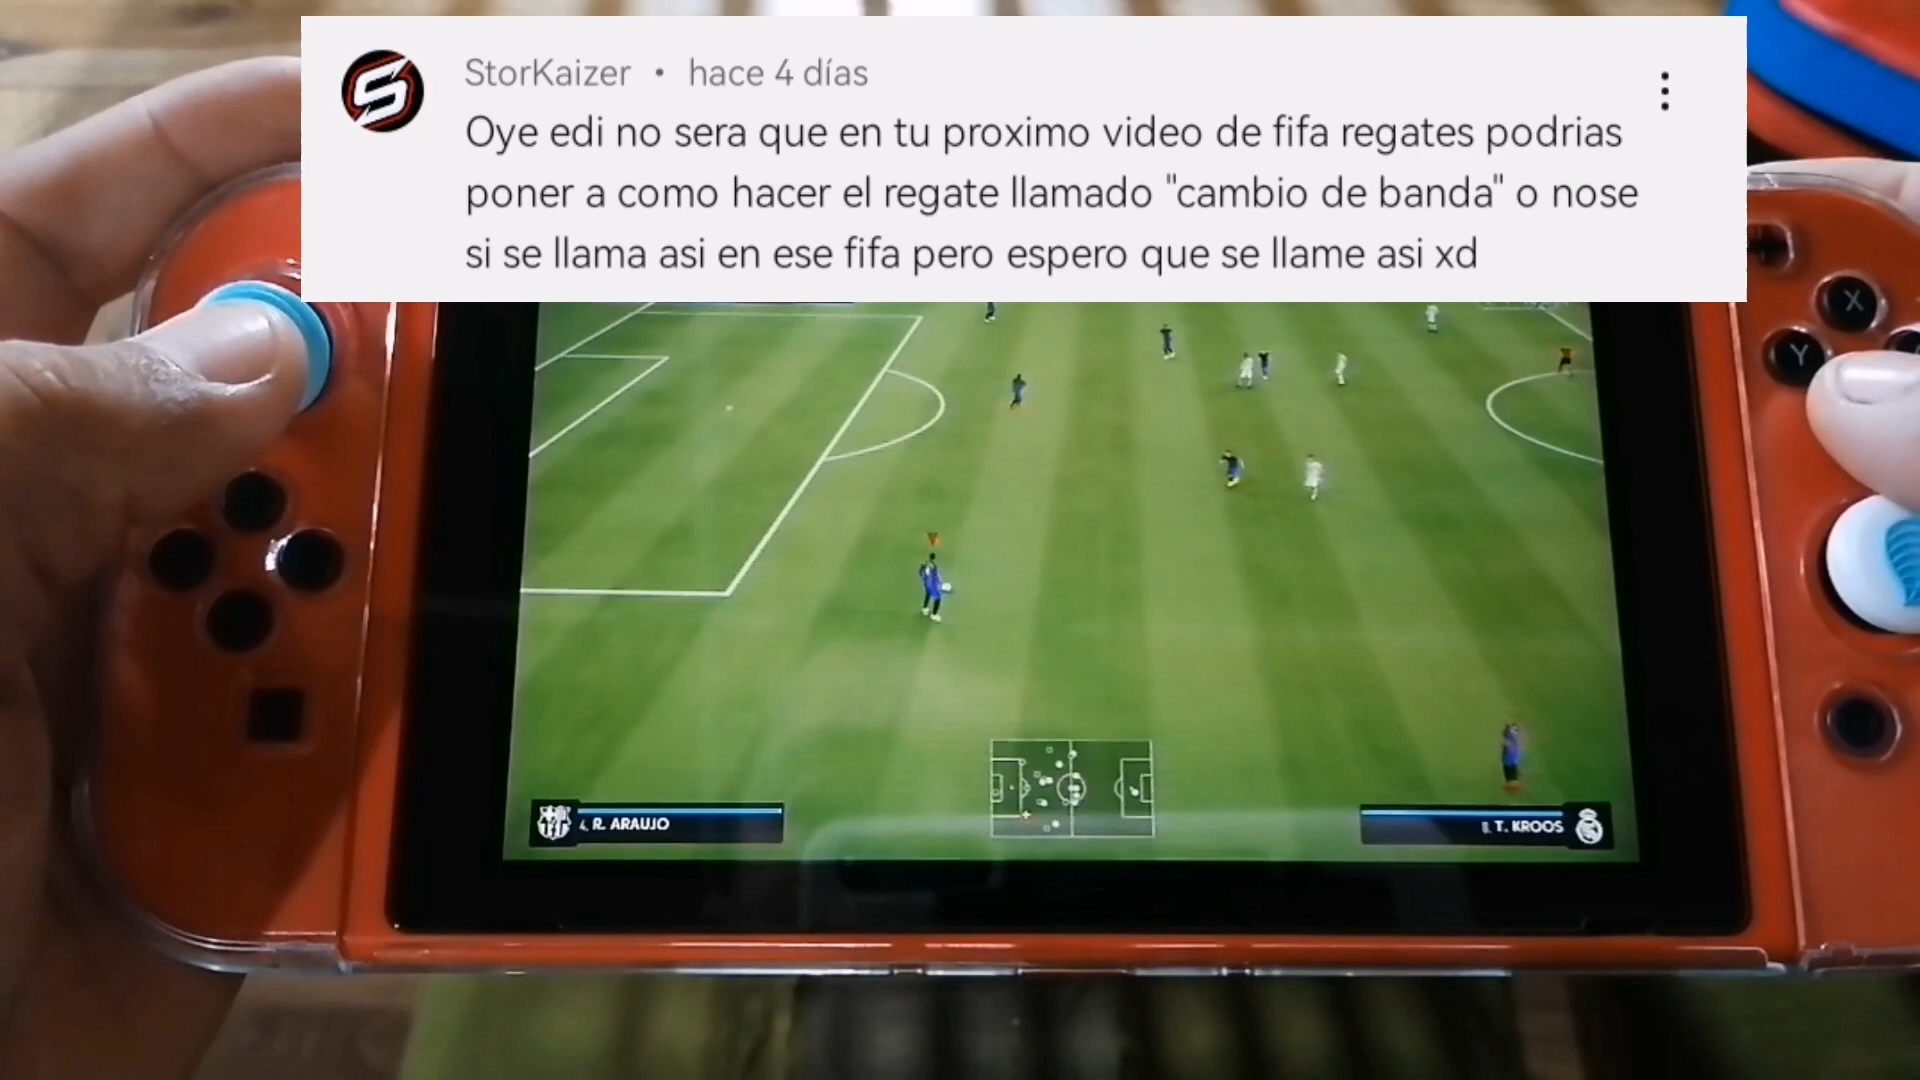 StorKaizer • hace 4 días
Oye edi no sera que en tu proximo video de fifa regates podrias
poner a como hacer el regate llamado "cambio de banda" o nose
si se llama asi en ese fifa pero espero que se llame asi xd
X
Y
4. R. ARAUJO
8. T. KROOS